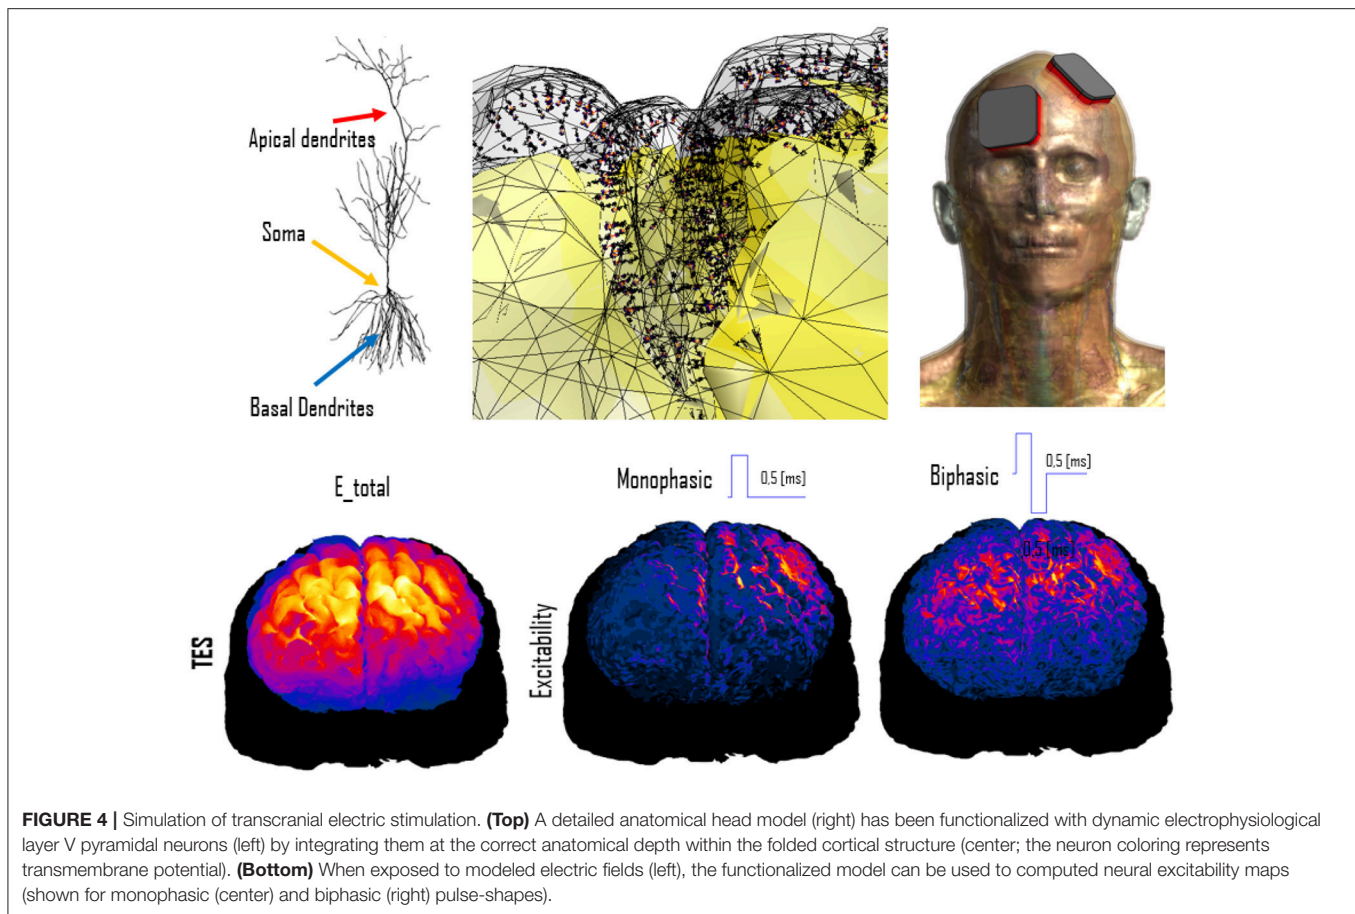 Apical dendrites
Soma
Basal Dendrites
E_total
Monophasic
0,5 [ms]
Biphasic
0,5 [ms]
0,5 [ms]
TES
Excitability
FIGURE 4 | Simulation of transcranial electric stimulation. (Top) A detailed anatomical head model (right) has been functionalized with dynamic electrophysiological
layer V pyramidal neurons (left) by integrating them at the correct anatomical depth within the folded cortical structure (center; the neuron coloring represents
transmembrane potential). (Bottom) When exposed to modeled electric fields (left), the functionalized model can be used to computed neural excitability maps
(shown for monophasic (center) and biphasic (right) pulse-shapes).